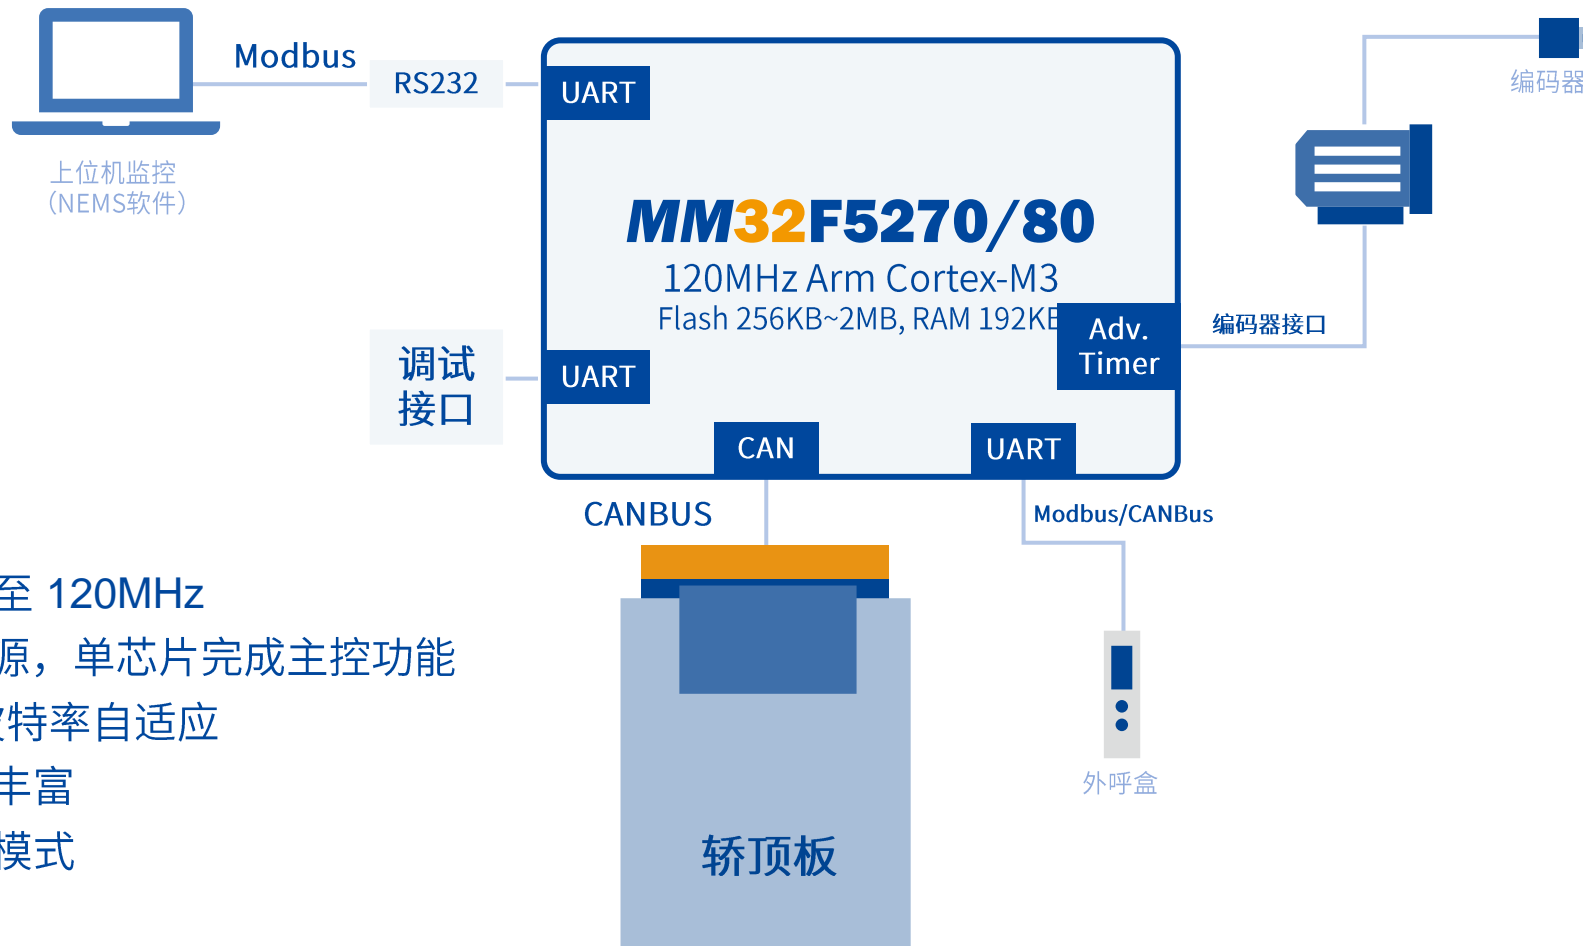 Modbus
RS232
UART
编码器
上位机监控
(NEMS软件)
MM32F5270/80
120MHz Arm Cortex-M3
Flash 256KB~2MB, RAM 192K
Adv.
Timer
编码器接口
调试
接口
UART
CAN
UART
CANBUS
Modbus/CANBus
至 120MHz
源，单芯片完成主控功能
特率自适应
丰富
模式
外呼盒
轿顶板